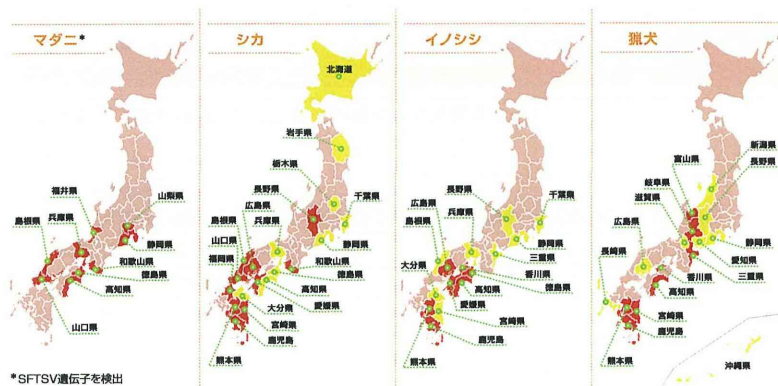 マダニ*
福井県
山梨県
兵庫県
島根県
静岡県
和歌山県
徳島県
高知県
山口県
*SFTSV遺伝子を検出
シカ
北海道
岩手県
栃木県
長野県
千葉県
広島県
兵庫県
島根県
山口県
静岡県
福岡県
和歌山県
徳島県
高知県
愛媛県
大分県
宮崎県
鹿児島
熊本県
イノシシ
長野県
千葉県
広島県
兵庫県
島根県
静岡県
大分県
三重県
香川県
徳島県
高知県
愛媛県
宮崎県
鹿児島
熊本県
猟犬
新潟県
富山県
長野県
岐阜県
滋賀県
広島県
静岡県
長崎県
愛知県
香川県
三重県
高知県
宮崎県
鹿児島
熊本県
沖縄県